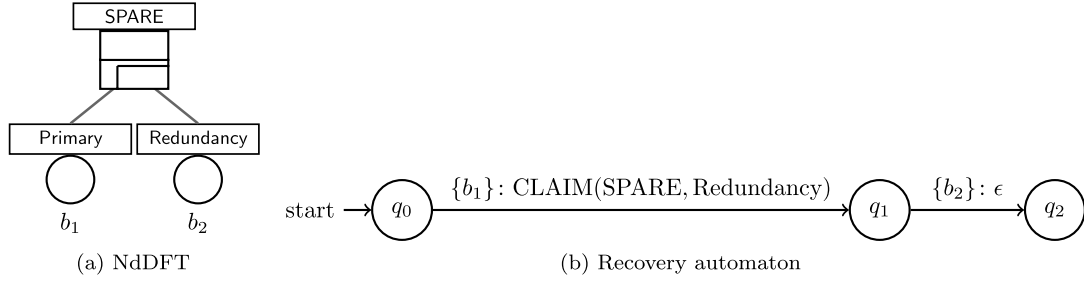 SPARE
Primary
Redundancy
b₁
b₂
(a) NdDFT
start
q₀
{b₁}: CLAIM(SPARE, Redundancy)
q₁
{b₂}: ϵ
q₂
(b) Recovery automaton